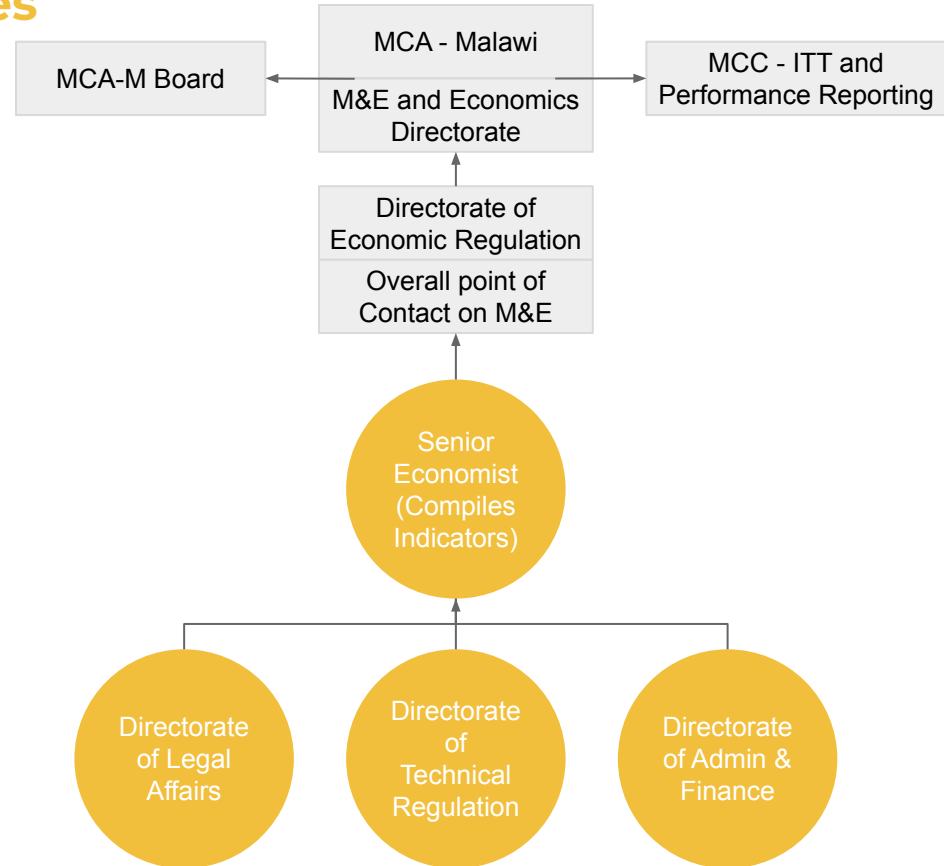 es
MCA - Malawi
MCA-M Board
MCC - ITT and
Performance Reporting
M&E and Economics
Directorate
Directorate of
Economic Regulation
Overall point of
Contact on M&E
Senior
Economist
(Compiles
Indicators)
Directorate
of Legal
Affairs
Directorate
of
Technical
Regulation
Directorate
of Admin &
Finance